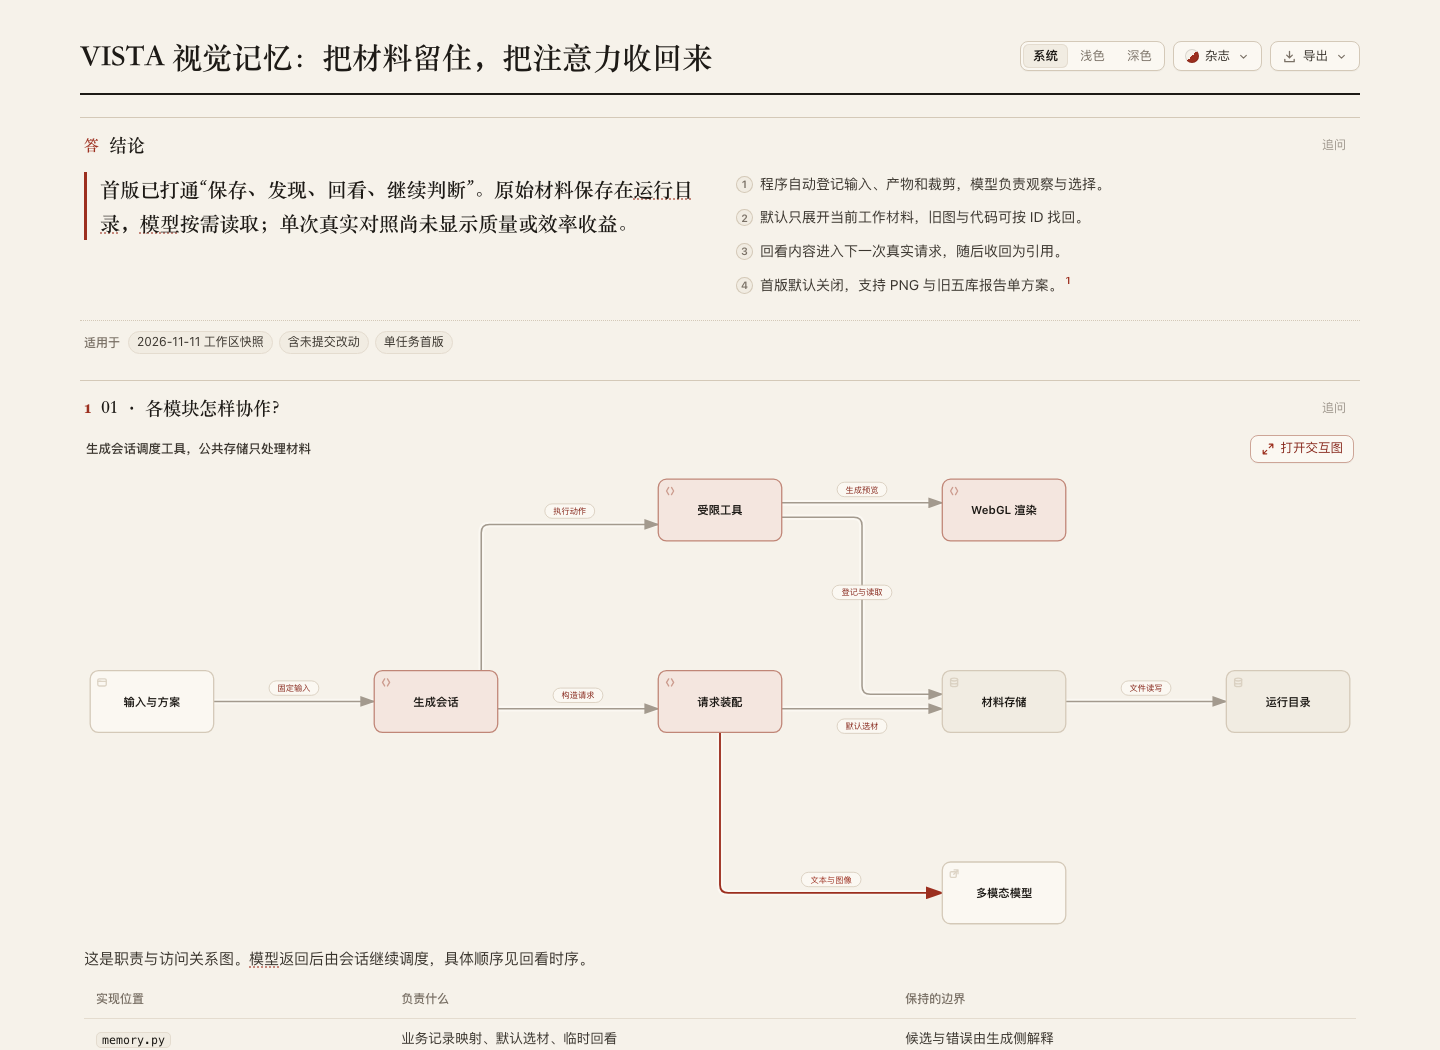 VISTA 视觉记忆：把材料留住，把注意力收回来
系统 浅色 深色 杂志 导出
答 结论
追问
首版已打通“保存、发现、回看、继续判断”。原始材料保存在运行目
录，模型按需读取；单次真实对照尚未显示质量或效率收益。
1 程序自动登记输入、产物和裁剪，模型负责观察与选择。
2 默认只展开当前工作材料，旧图与代码可按 ID 找回。
3 回看内容进入下一次真实请求，随后收回为引用。
4 首版默认关闭，支持 PNG 与旧五库报告单方案。1
适用于 2026-11-11 工作区快照 含未提交改动 单任务首版
1 01 · 各模块怎样协作？
追问
生成会话调度工具，公共存储只处理材料
打开交互图
受限工具
生成预览
WebGL 渲染
执行动作
登记与读取
输入与方案
固定输入
生成会话
构造请求
请求装配
默认选材
材料存储
文件读写
运行目录
文本与图像
多模态模型
这是职责与访问关系图。模型返回后由会话继续调度，具体顺序见回看时序。
实现位置 负责什么 保持的边界
memory.py 业务记录映射、默认选材、临时回看 候选与错误由生成侧解释